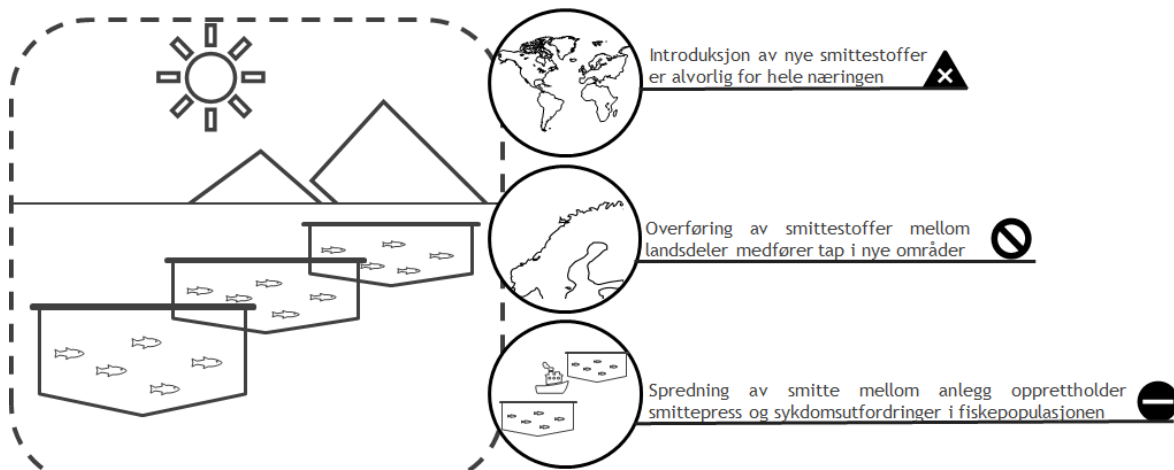 Introduksjon av nye smittestoffer
er alvorlig for hele næringen
Overføring av smittestoffer mellom
landsdeler medfører tap i nye områder
Spredning av smitte mellom anlegg opprettholder
smittepress og sykdomsutfordringer i fiskepopulasjonen